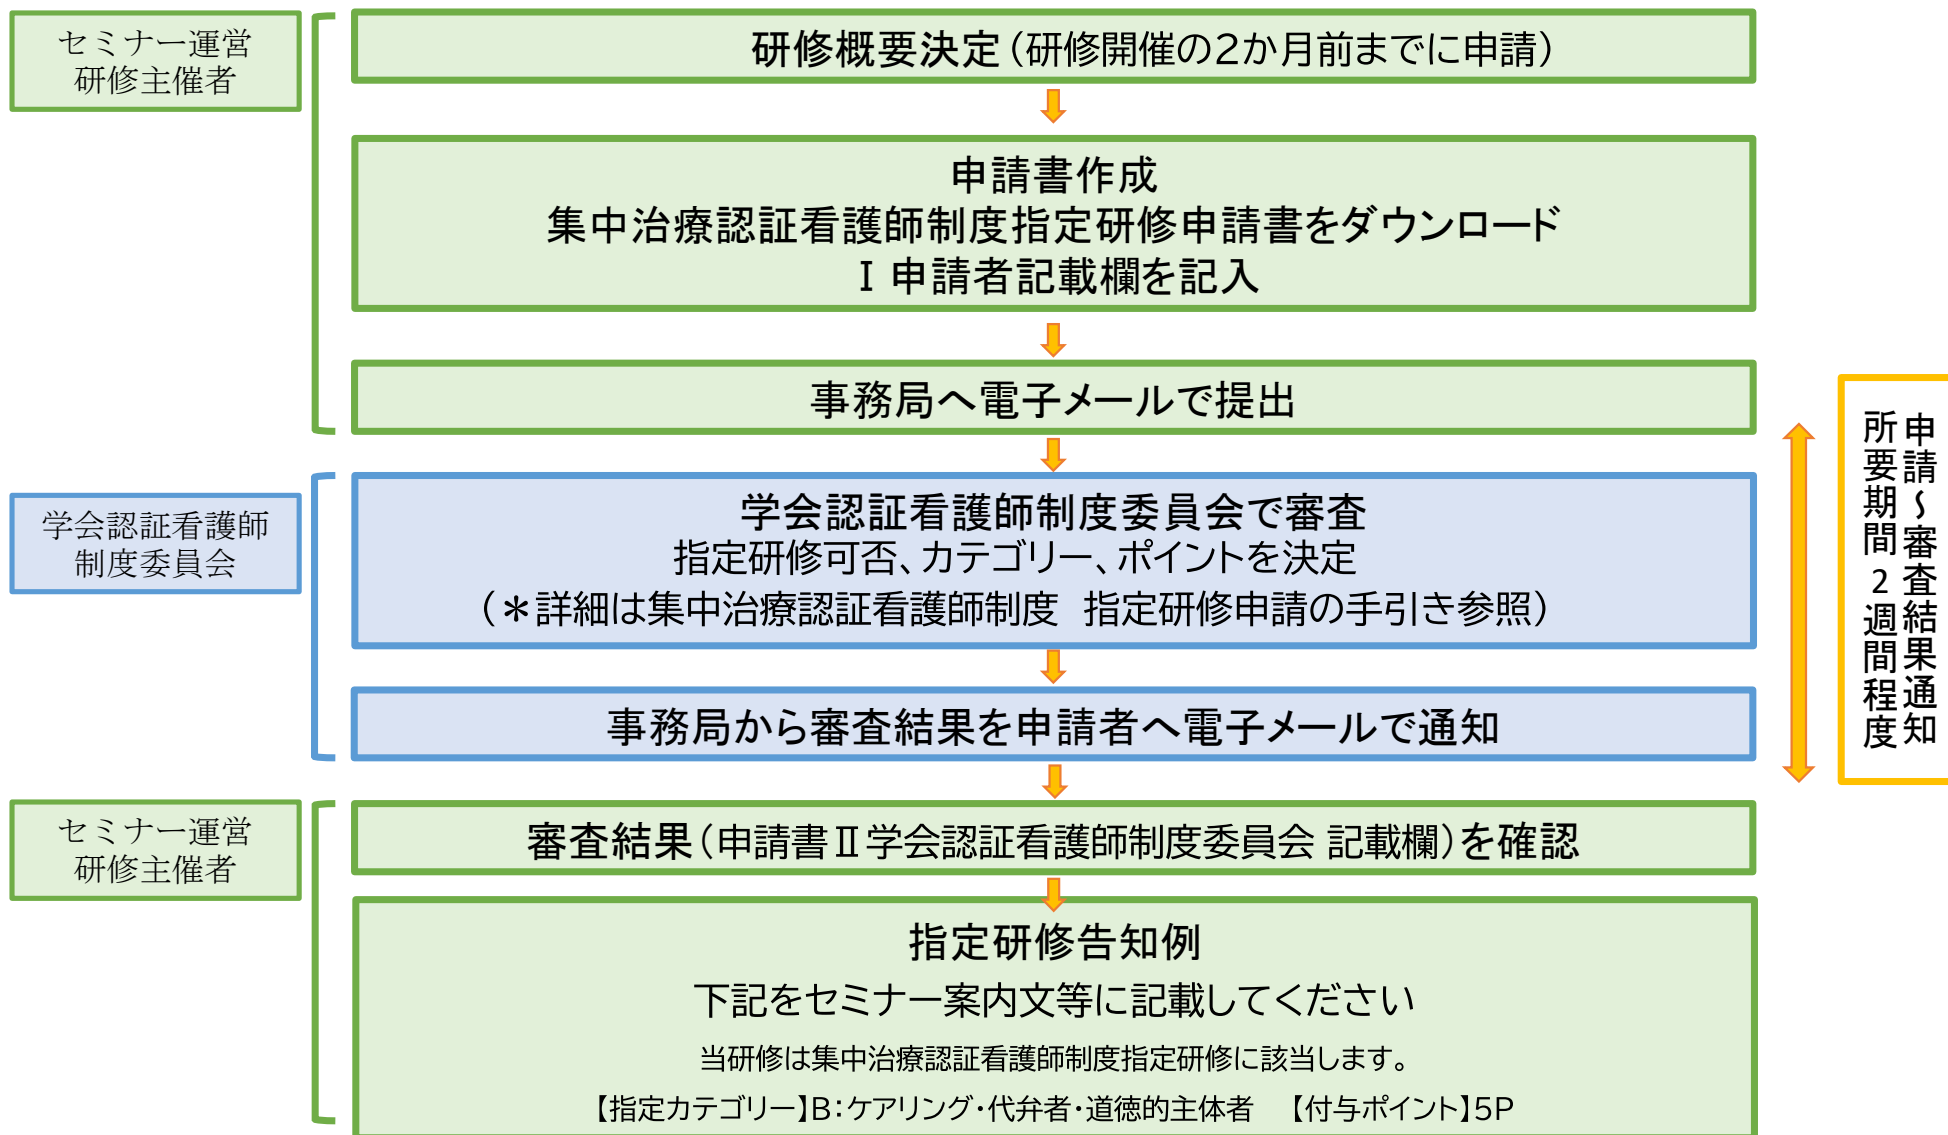 セミナー運営
研修主催者
研修概要決定（研修開催の2か月前までに申請）
申請書作成
集中治療認証看護師制度指定研修申請書をダウンロード
Ⅰ 申請者記載欄を記入
事務局へ電子メールで提出
学会認証看護師
制度委員会
学会認証看護師制度委員会で審査
指定研修可否、カテゴリー、ポイントを決定
（＊詳細は集中治療認証看護師制度　指定研修申請の手引き参照）
事務局から審査結果を申請者へ電子メールで通知
申請～審査結果通知
所要期間2週間程度
セミナー運営
研修主催者
審査結果（申請書Ⅱ学会認証看護師制度委員会 記載欄）を確認
指定研修告知例
下記をセミナー案内文等に記載してください
当研修は集中治療認証看護師制度指定研修に該当します。
【指定カテゴリー】B：ケアリング・代弁者・道徳的主体者　【付与ポイント】5P